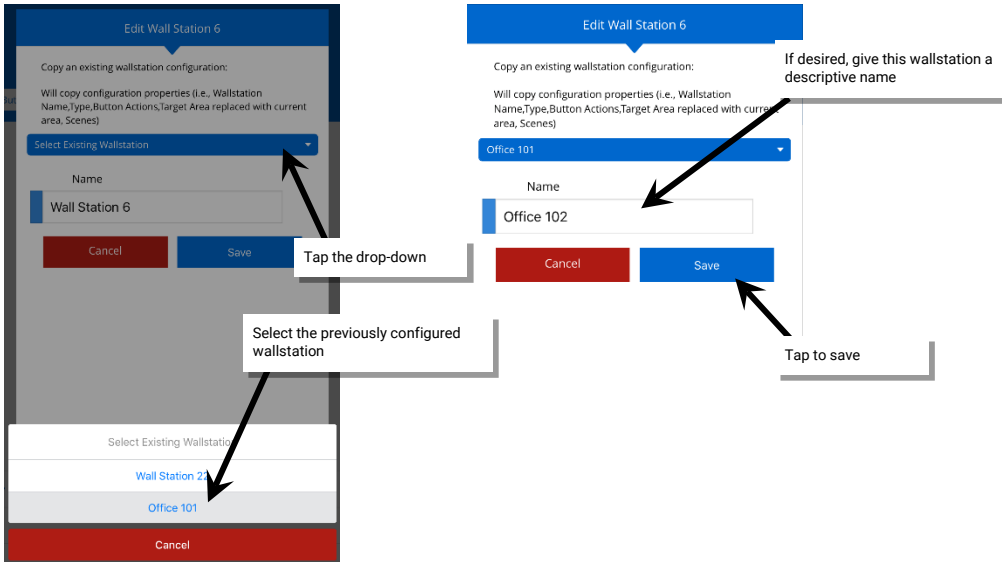 Edit Wall Station 6
Copy an existing wallstation configuration:
Will copy configuration properties (i.e., Wallstation
Name,Type,Button Actions,Target Area replaced with current
area, Scenes)
Select Existing Wallstation
Name
Wall Station 6
Cancel
Save
Tap the drop-down
Select the previously configured
wallstation
Select Existing Wallstation
Wall Station 22
Office 101
Cancel
Edit Wall Station 6
If desired, give this wallstation a
descriptive name
Copy an existing wallstation configuration:
Will copy configuration properties (i.e., Wallstation
Name,Type,Button Actions,Target Area replaced with current
area, Scenes)
Office 101
Name
Office 102
Cancel
Save
Tap to save